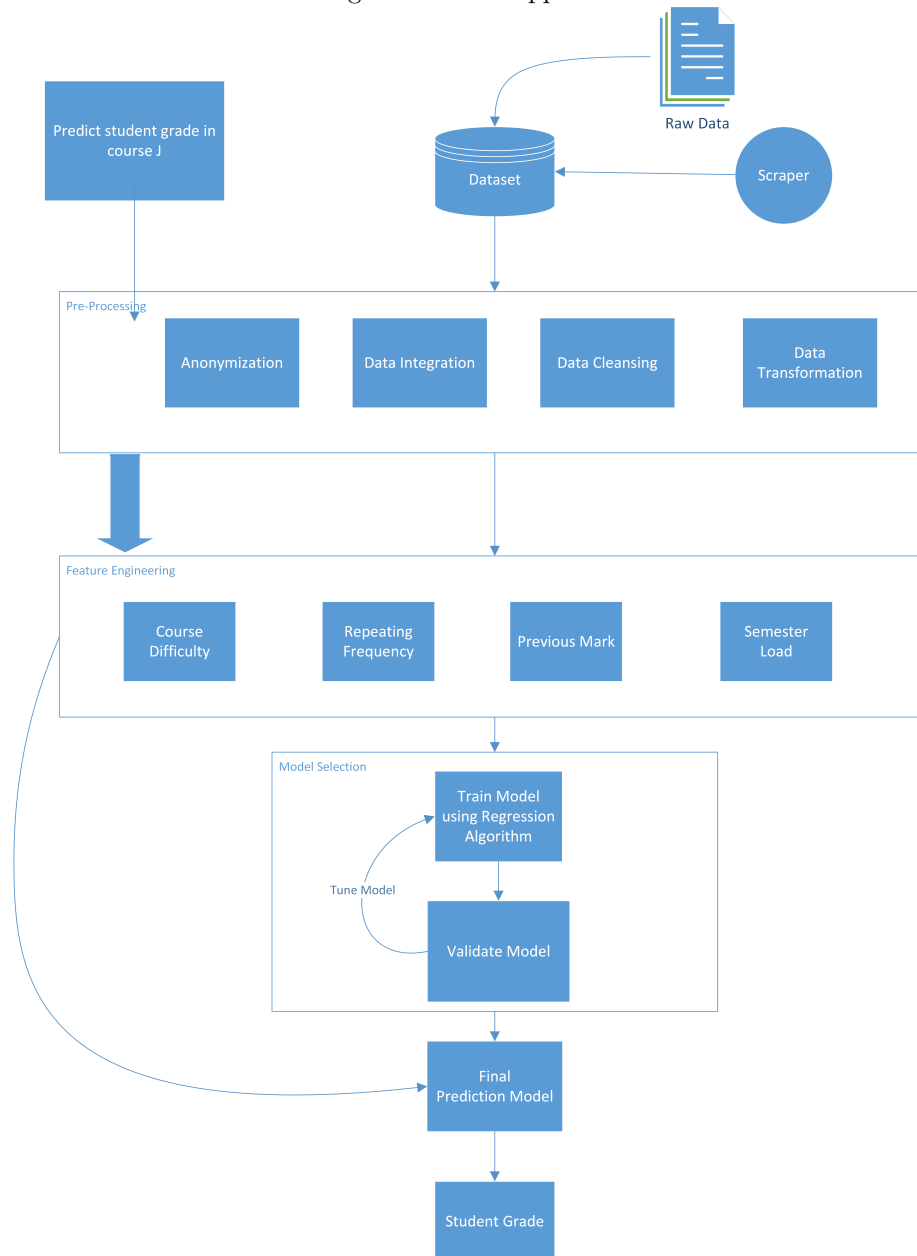 Raw Data
Predict student grade in
course J
Dataset
Scraper
Pre-Processing
Anonymization
Data Integration
Data Cleansing
Data
Transformation
Feature Engineering
Course
Difficulty
Repeating
Frequency
Previous Mark
Semester
Load
Model Selection
Train Model
using Regression
Algorithm
Tune Model
Validate Model
Final
Prediction Model
Student Grade